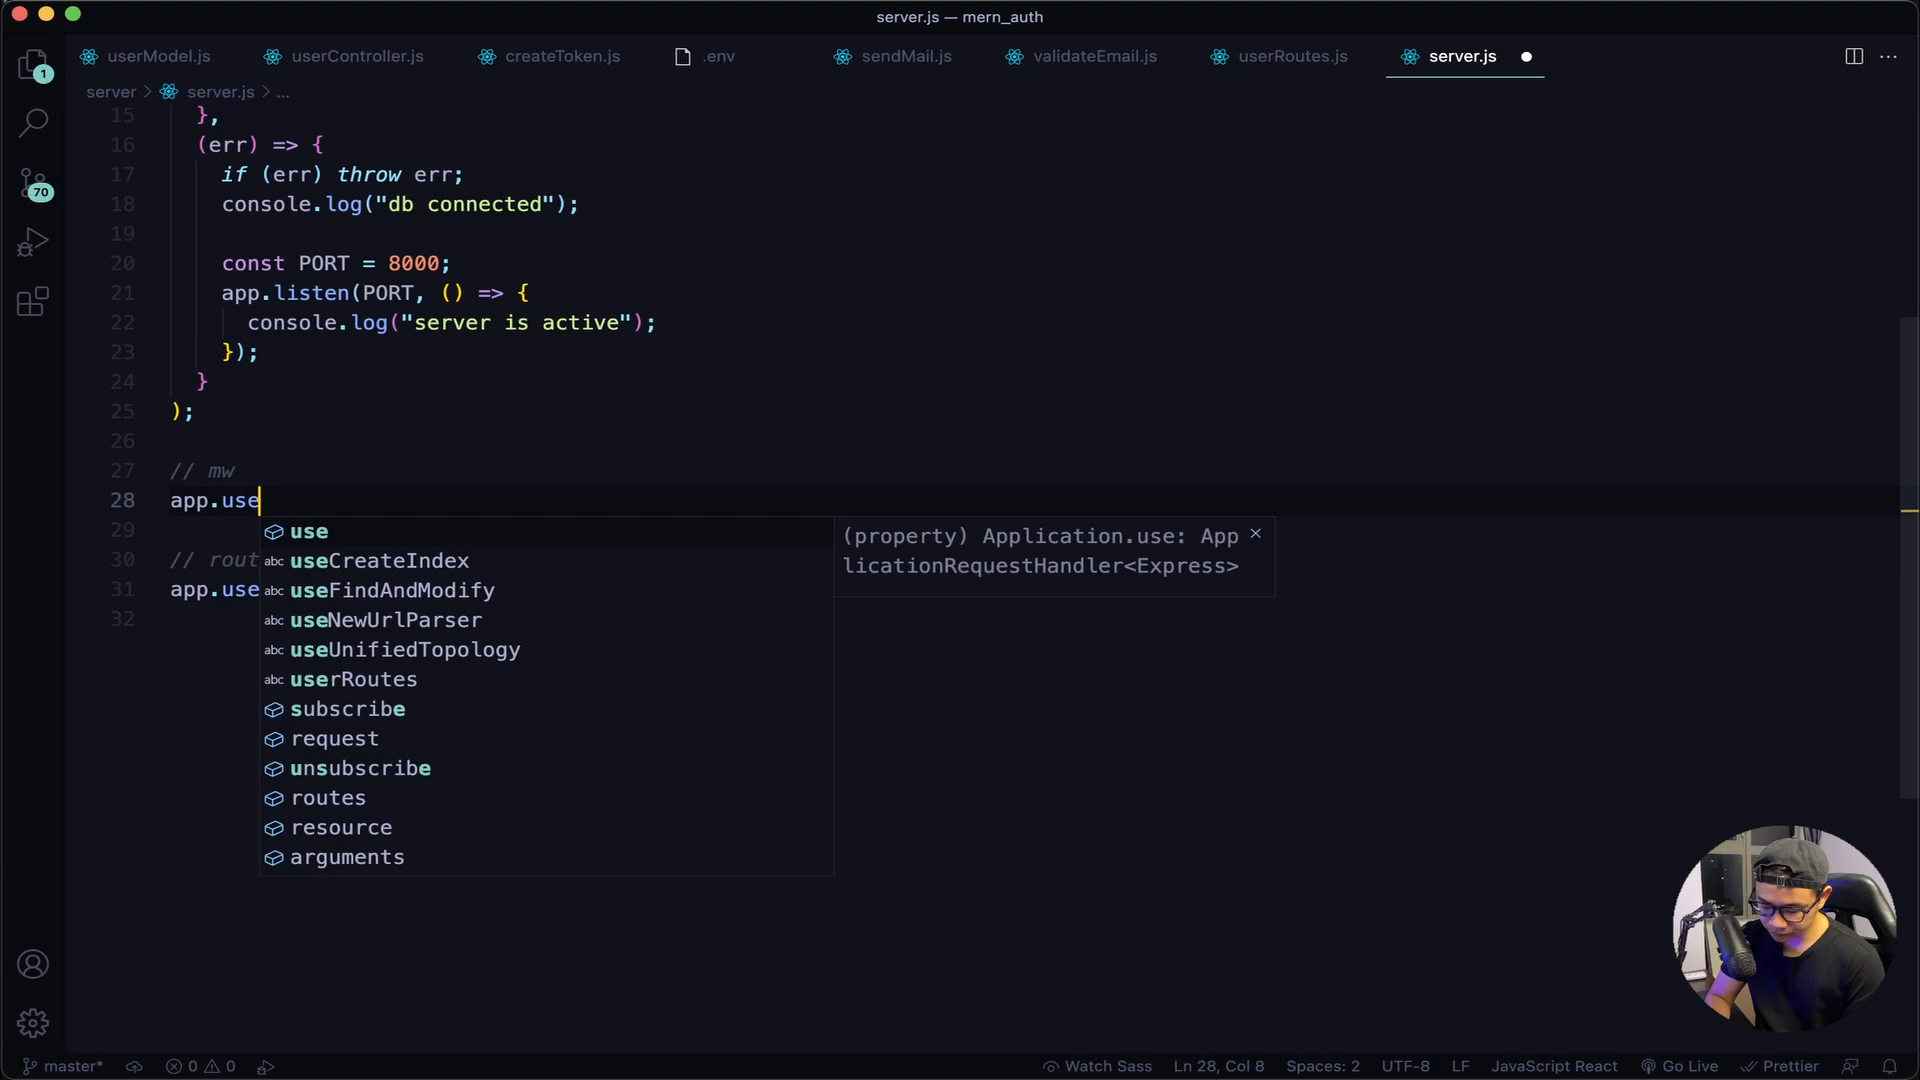 server.js — mern_auth
userModel.js userController.js createToken.js .env sendMail.js validateEmail.js userRoutes.js server.js
server > server.js > ...
1
70
15 },
16 (err) => {
17 if (err) throw err;
18 console.log("db connected");
19
20 const PORT = 8000;
21 app.listen(PORT, () => {
22 console.log("server is active");
23 });
24 }
25 );
26
27 // mw
28 app.use
29
30 // rout
31 app.use
32
use
abc useCreateIndex
abc useFindAndModify
abc useNewUrlParser
abc useUnifiedTopology
abc userRoutes
subscribe
request
unsubscribe
routes
resource
arguments
(property) Application.use: App
licationRequestHandler<Express>
master* 0 0 Watch Sass Ln 28, Col 8 Spaces: 2 UTF-8 LF JavaScript React Go Live Prettier